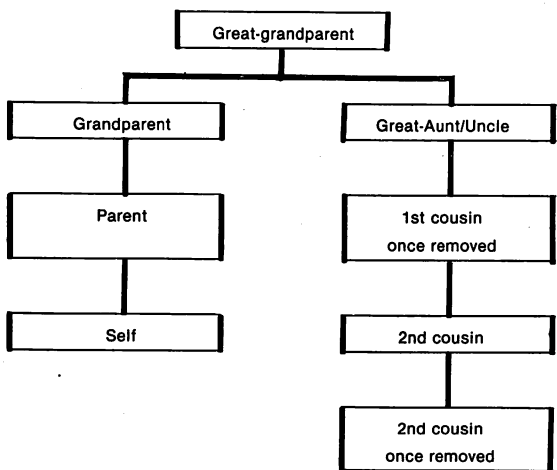 Great-grandparent
Grandparent
Great-Aunt/Uncle
Parent
1st cousin
once removed
Self
2nd cousin
2nd cousin
once removed